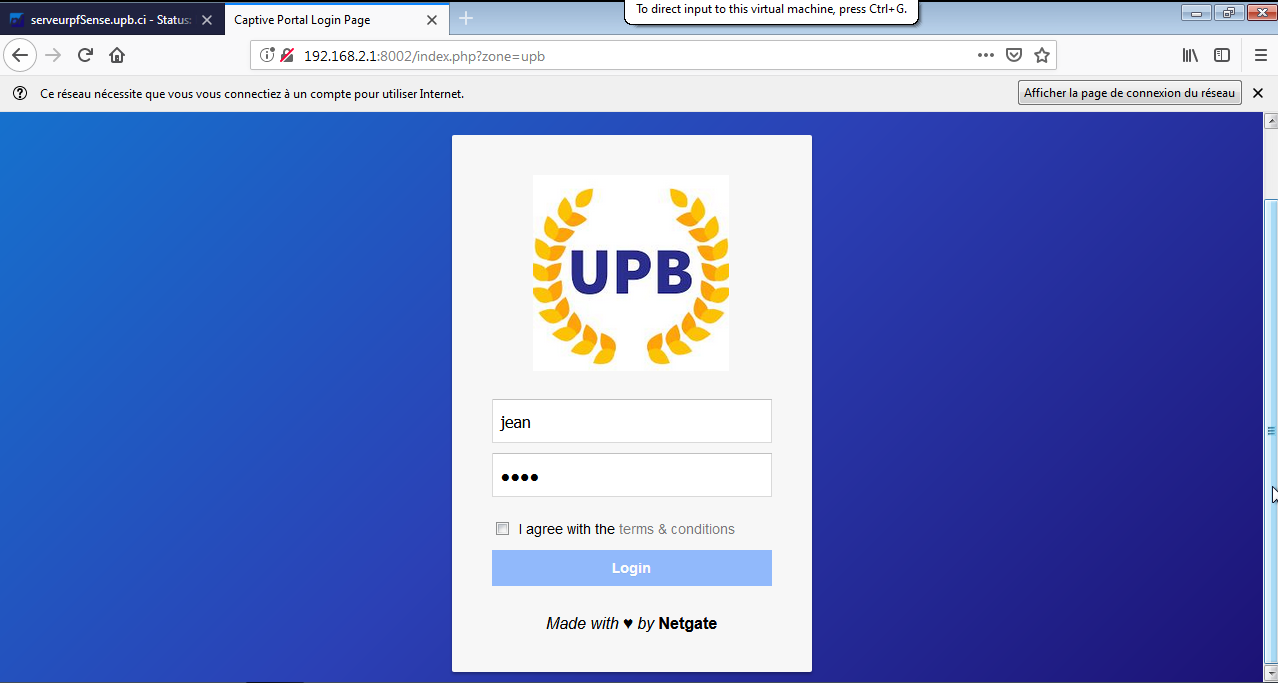 To direct input to this virtual machine, press Ctrl+G.
serveurpfSense.upb.ci - Status:
Captive Portal Login Page
192.168.2.1:8002/index.php?zone=upb
Ce réseau nécessite que vous vous connectiez à un compte pour utiliser Internet.
Afficher la page de connexion du réseau
UPB
jean
I agree with the terms & conditions
Login
Made with ♥ by Netgate